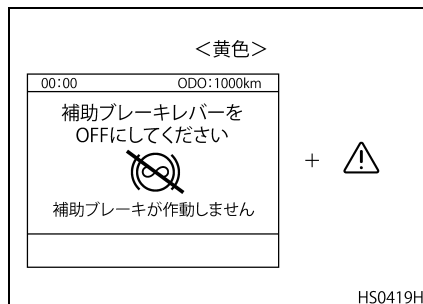 ＜黄色＞
00:00 ODO:1000km
補助ブレーキレバーを
OFFにしてください
補助ブレーキが作動しません
+
HS0419H